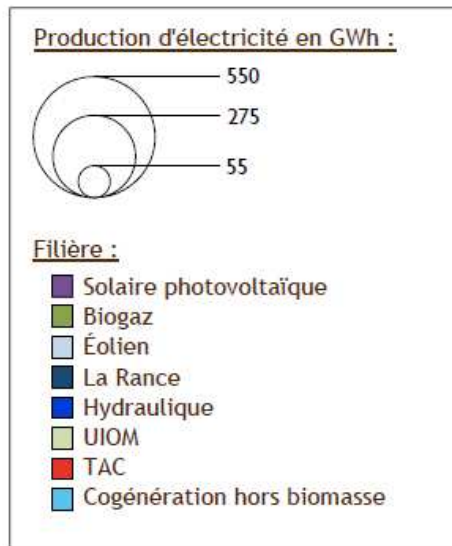 Production d'électricité en GWh :
550
275
55
Filière :
Solaire photovoltaïque
Biogaz
Éolien
La Rance
Hydraulique
UIOM
TAC
Cogénération hors biomasse